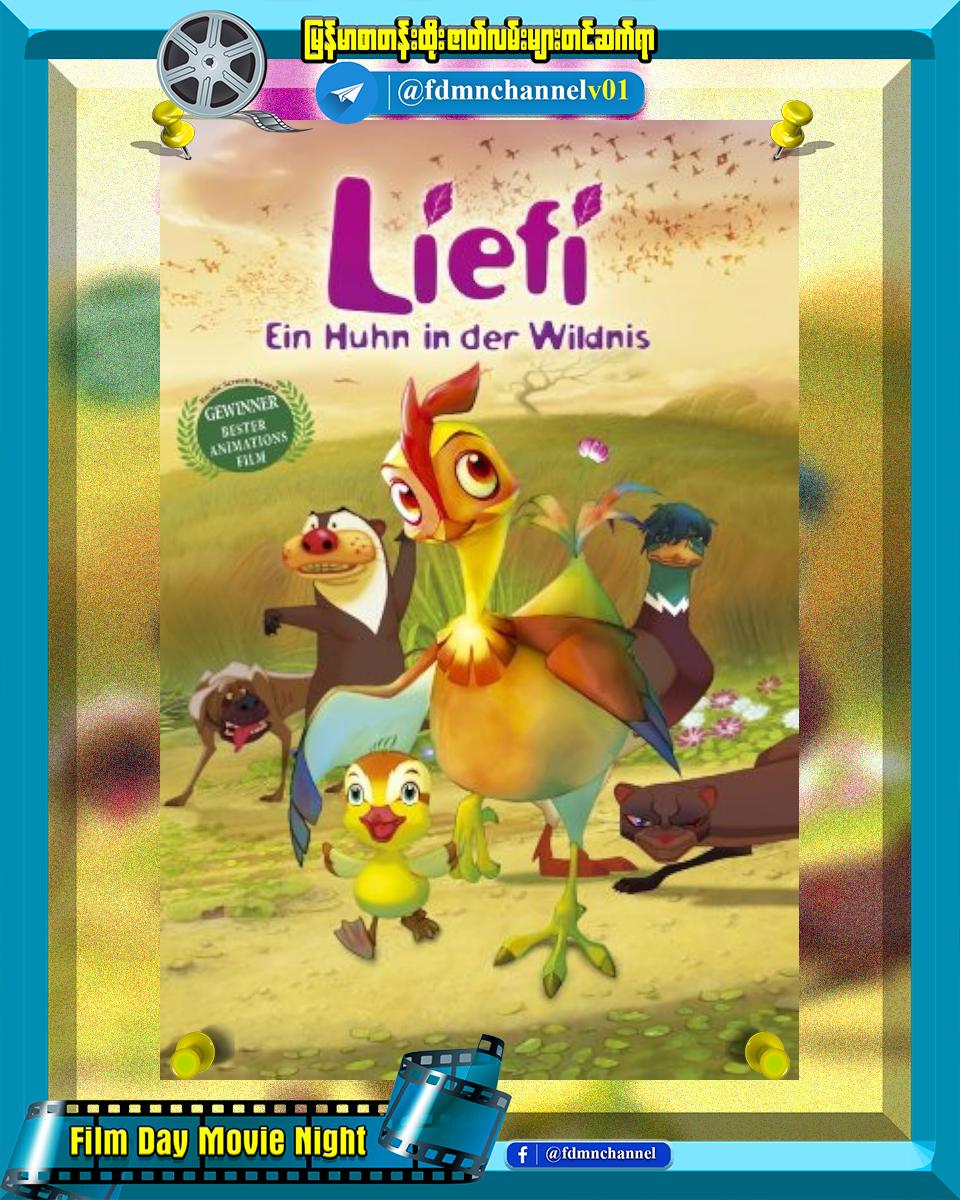 မြန်မာစာတန်းထိုးဇာတ်လမ်းများတင်ဆက်ရာ
@fdmnchannelv01
Liefi
Ein Huhn in der Wildnis
GEWINNER
BESTER
ANIMATIONS
FILM
Film Day Movie Night
f @fdmnchannel